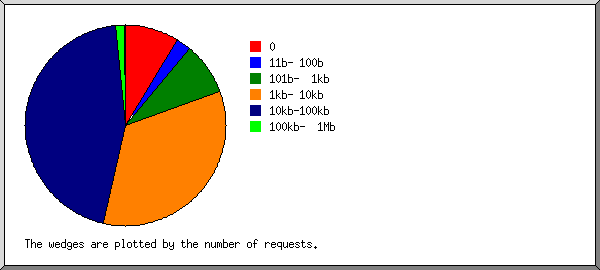 0
11b- 100b
101b-  1kb
1kb- 10kb
10kb-100kb
100kb-  1Mb
The wedges are plotted by the number of requests.